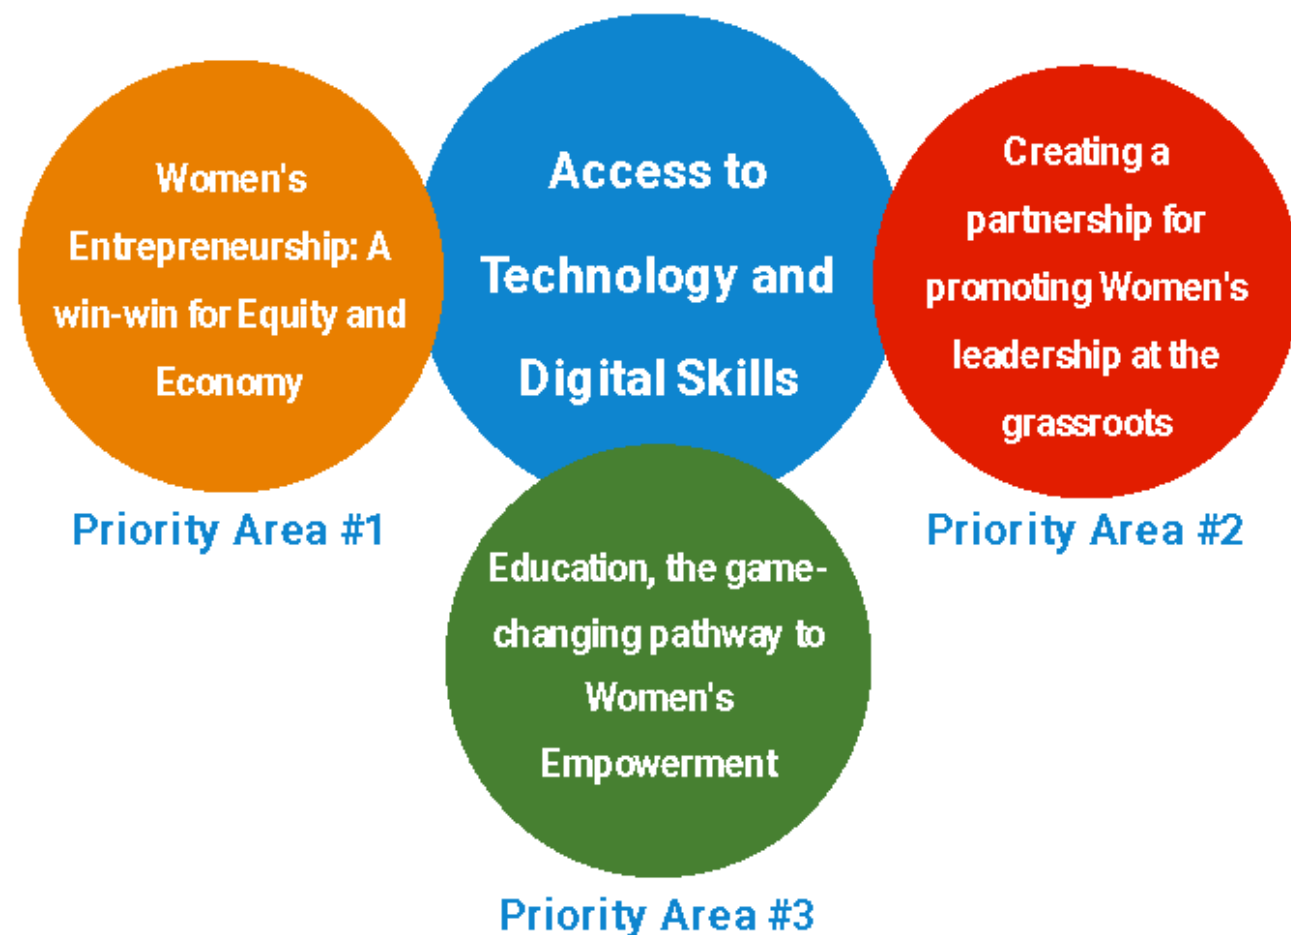 Women's
Entrepreneurship: A
win-win for Equity and
Economy
Priority Area #1
Access to
Technology and
Digital Skills
Creating a
partnership for
promoting Women's
leadership at the
grassroots
Priority Area #2
Education, the game-
changing pathway to
Women's
Empowerment
Priority Area #3